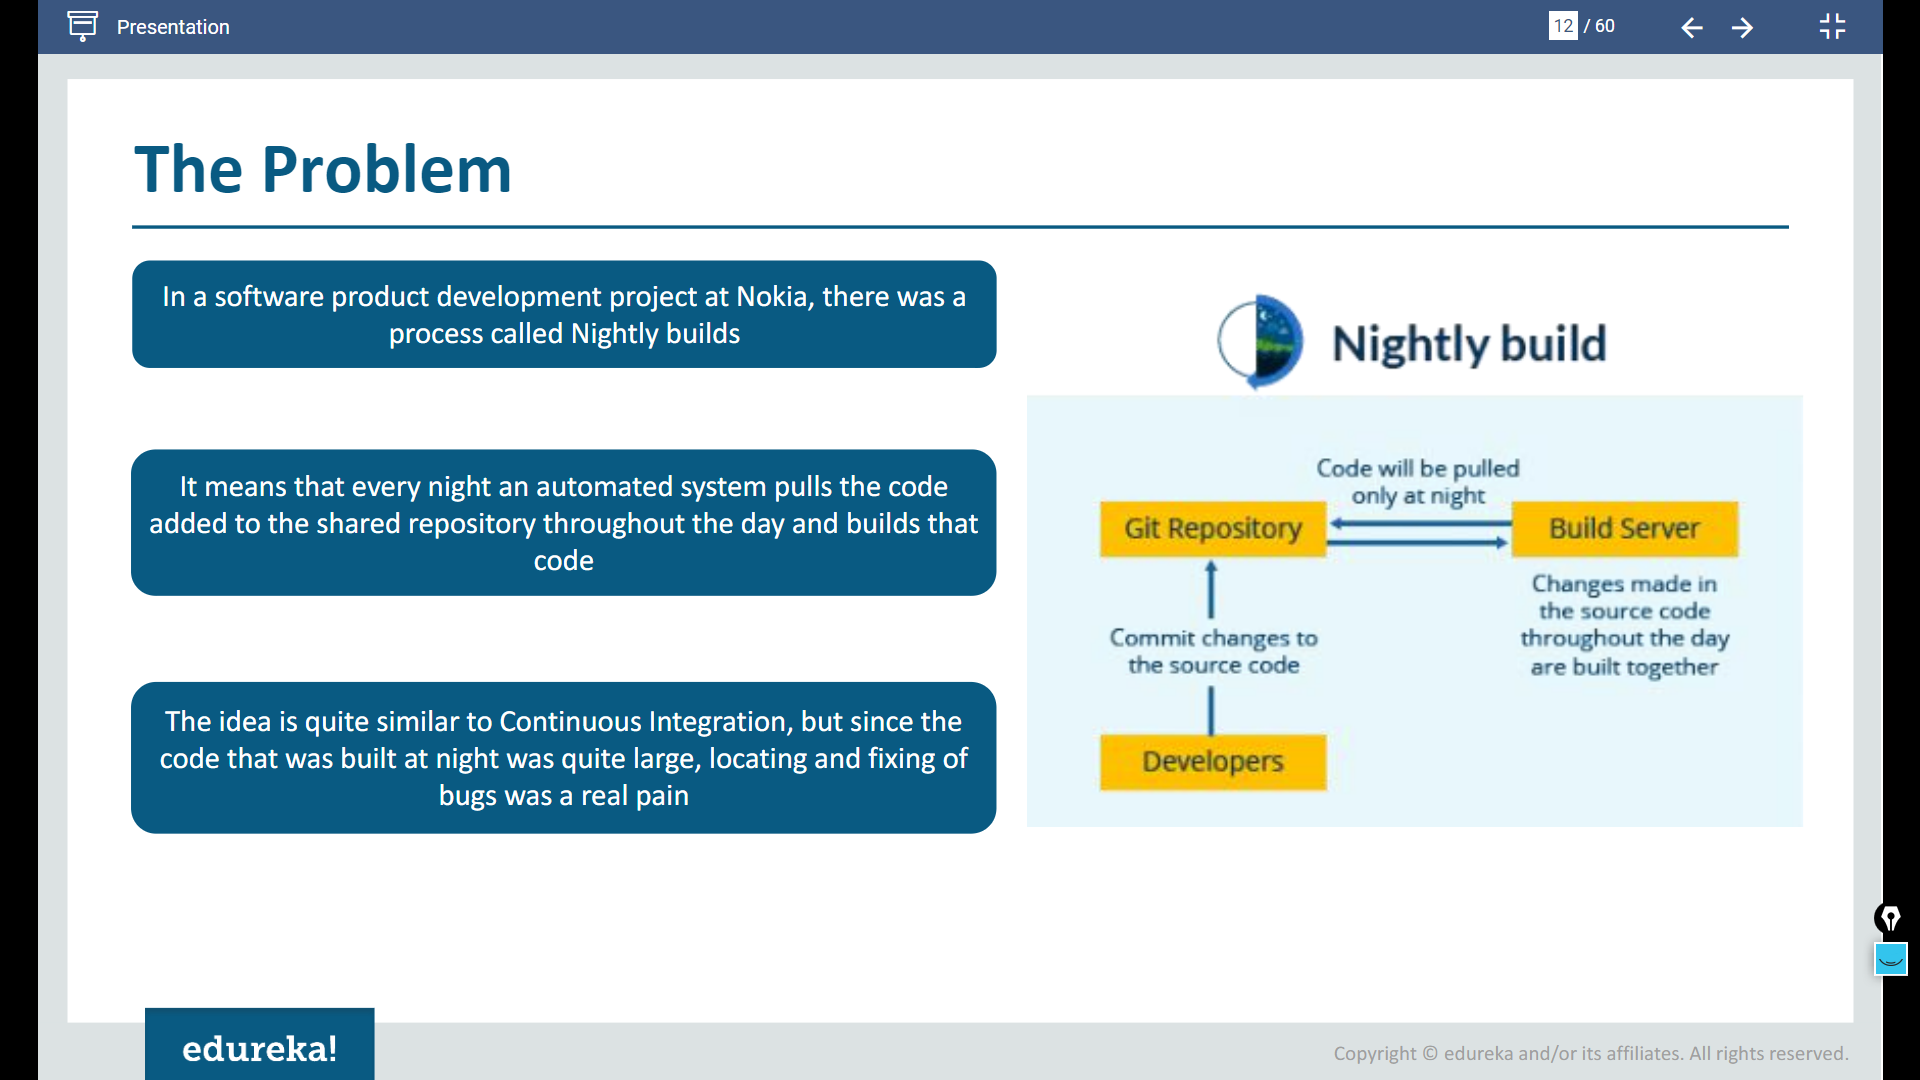 Presentation
12 / 60
The Problem
In a software product development project at Nokia, there was a
process called Nightly builds
It means that every night an automated system pulls the code
added to the shared repository throughout the day and builds that
code
The idea is quite similar to Continuous Integration, but since the
code that was built at night was quite large, locating and fixing of
bugs was a real pain
Nightly build
Code will be pulled
only at night
Git Repository
Build Server
Changes made in
the source code
throughout the day
are built together
Commit changes to
the source code
Developers
edureka!
Copyright © edureka and/or its affiliates. All rights reserved.